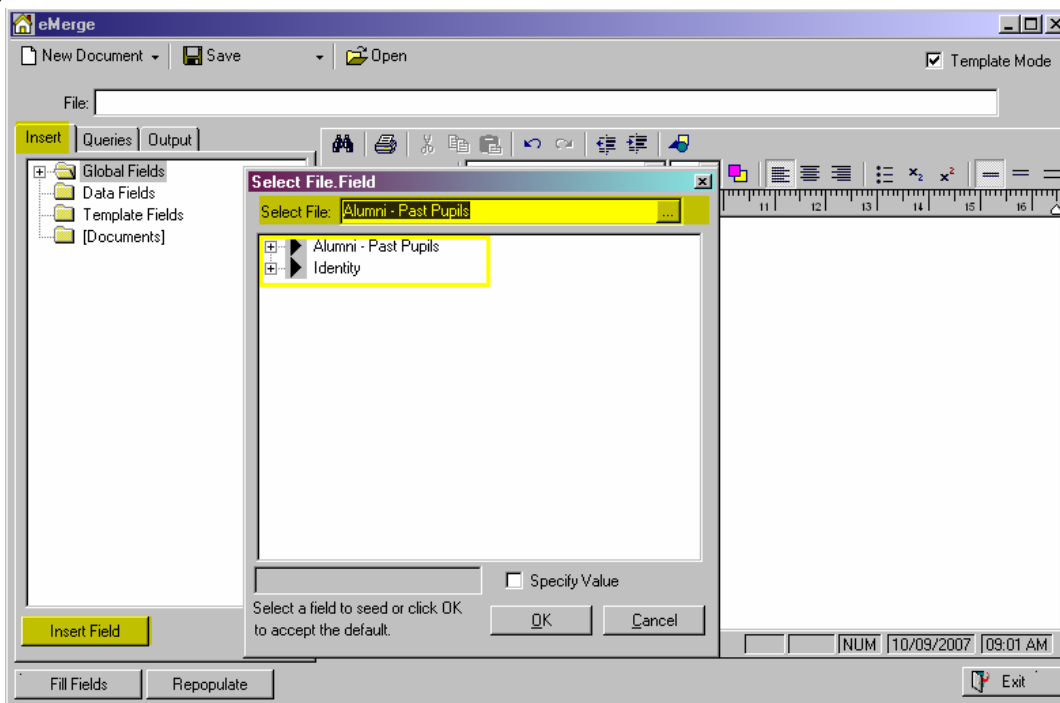 eMerge
New Document Save Open Template Mode
File:
Insert Queries Output
Global Fields
Data Fields
Template Fields
[Documents]
x₂ x²
11 12 13 14 15 16
Select File.Field
Select File: Alumni - Past Pupils ...
Alumni - Past Pupils
Identity
Specify Value
Select a field to seed or click OK
to accept the default.
OK Cancel
Insert Field
NUM 10/09/2007 09:01 AM
Fill Fields Repopulate Exit